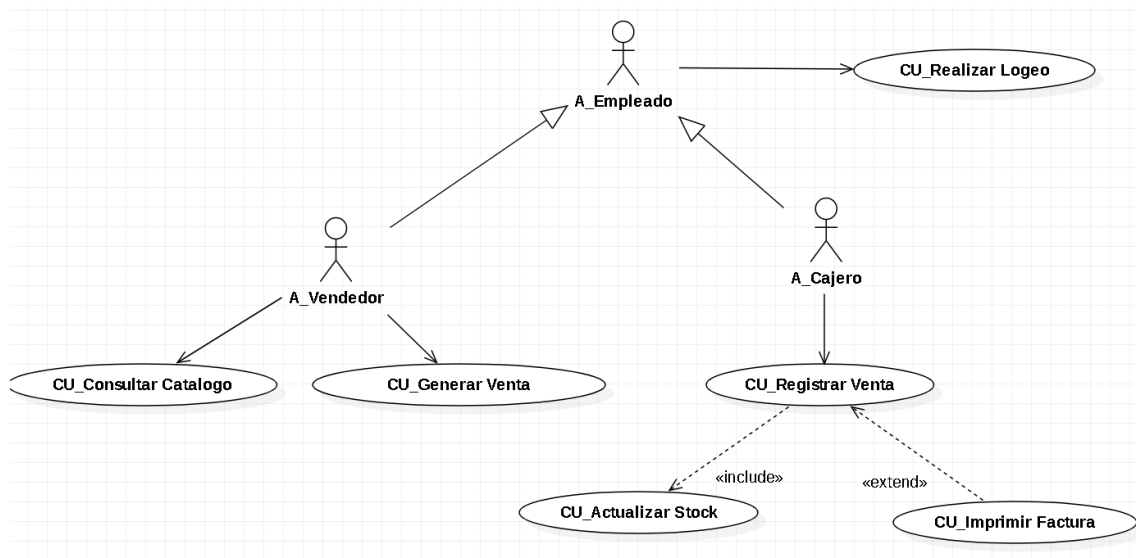 CU_Realizar Logeo
A_Empleado
A_Cajero
A_Vendedor
CU_Consultar Catalogo
CU_Generar Venta
CU_Registrar Venta
«include»
«extend»
CU_Actualizar Stock
CU_Imprimir Factura